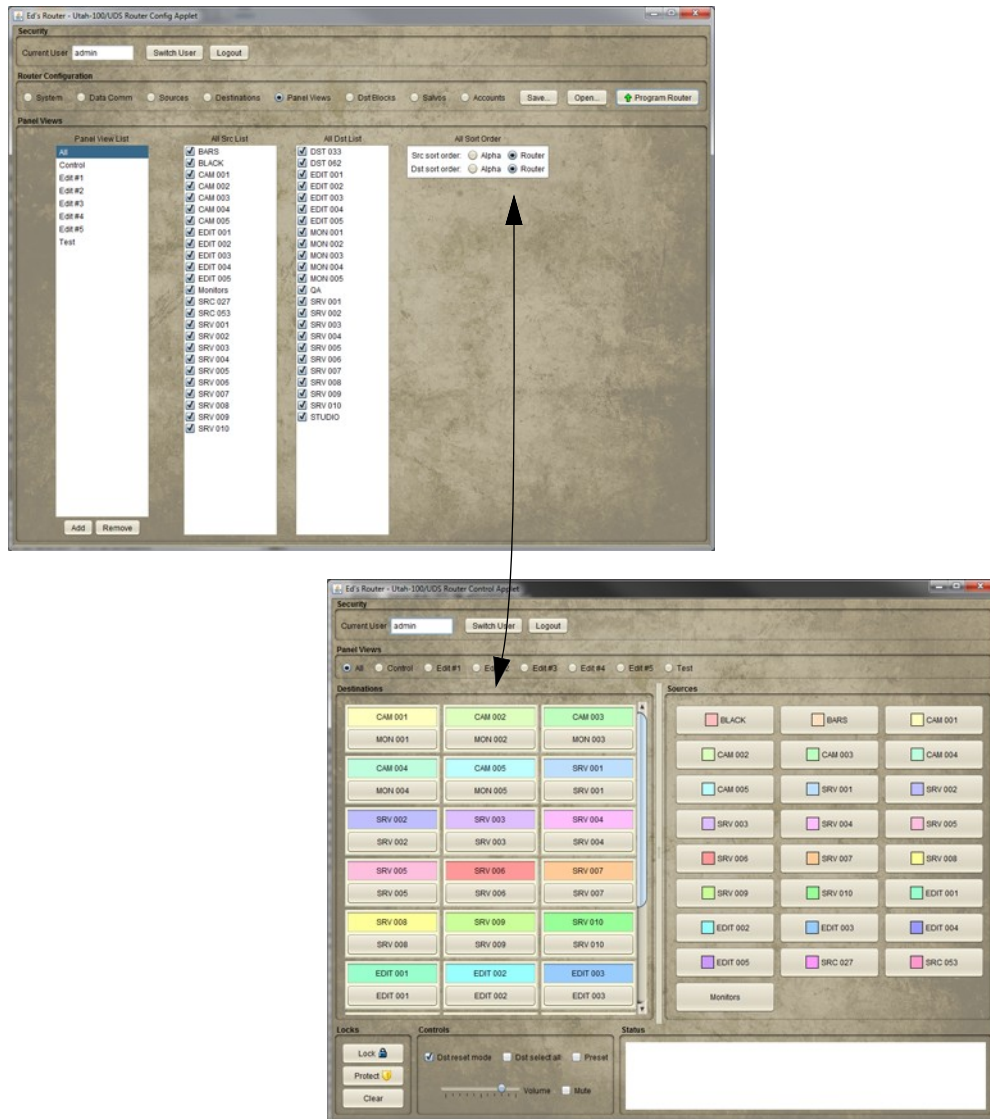 Ed's Router - Utah-100/UDS Router Config Applet
Security
Current User admin Switch User Logout
Router Configuration
System Data Comm Sources Destinations Panel Views Dst Blocks Salvos Accounts Save... Open... Program Router
Panel Views
Panel View List
All
Control
Edit #1
Edit #2
Edit #3
Edit #4
Edit #5
Test
Add Remove
All Src List
BARS
BLACK
CAM 001
CAM 002
CAM 003
CAM 004
CAM 005
EDIT 001
EDIT 002
EDIT 003
EDIT 004
EDIT 005
Monitors
SRC 027
SRC 053
SRV 001
SRV 002
SRV 003
SRV 004
SRV 005
SRV 006
SRV 007
SRV 008
SRV 009
SRV 010
All Dst List
DST 033
DST 062
EDIT 001
EDIT 002
EDIT 003
EDIT 004
EDIT 005
MON 001
MON 002
MON 003
MON 004
MON 005
QA
SRV 001
SRV 002
SRV 003
SRV 004
SRV 005
SRV 006
SRV 007
SRV 008
SRV 009
SRV 010
STUDIO
All Sort Order
Src sort order: Alpha Router
Dst sort order: Alpha Router
Ed's Router - Utah-100/UDS Router Control Applet
Security
Current User admin Switch User Logout
Panel Views
All Control Edit #1 Edit #3 Edit #4 Edit #5 Test
Destinations
CAM 001 CAM 002 CAM 003
MON 001 MON 002 MON 003
CAM 004 CAM 005 SRV 001
MON 004 MON 005 SRV 001
SRV 002 SRV 003 SRV 004
SRV 002 SRV 003 SRV 004
SRV 005 SRV 006 SRV 007
SRV 005 SRV 006 SRV 007
SRV 008 SRV 009 SRV 010
SRV 008 SRV 009 SRV 010
EDIT 001 EDIT 002 EDIT 003
EDIT 001 EDIT 002 EDIT 003
Sources
BLACK BARS CAM 001
CAM 002 CAM 003 CAM 004
CAM 005 SRV 001 SRV 002
SRV 003 SRV 004 SRV 005
SRV 006 SRV 007 SRV 008
SRV 009 SRV 010 EDIT 001
EDIT 002 EDIT 003 EDIT 004
EDIT 005 SRC 027 SRC 053
Monitors
Locks
Lock
Protect
Clear
Controls
Dst reset mode Dst select all Preset
Volume Mute
Status